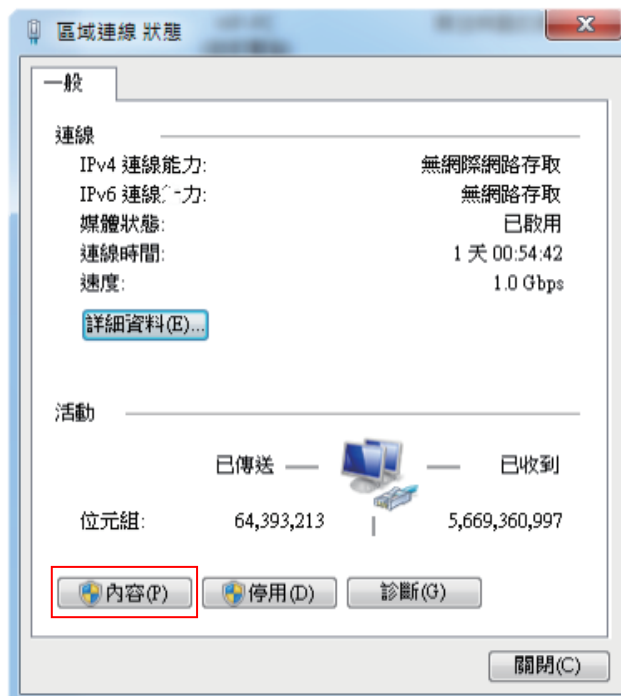 區域連線 狀態
一般
連線
IPv4 連線能力: 無網際網路存取
IPv6 連線 力: 無網路存取
媒體狀態: 已啟用
連線時間: 1 天 00:54:42
速度: 1.0 Gbps
詳細資料(E)...
活動
已傳送 — — 已收到
位元組: 64,393,213 | 5,669,360,997
內容(P) 停用(D) 診斷(G)
關閉(C)